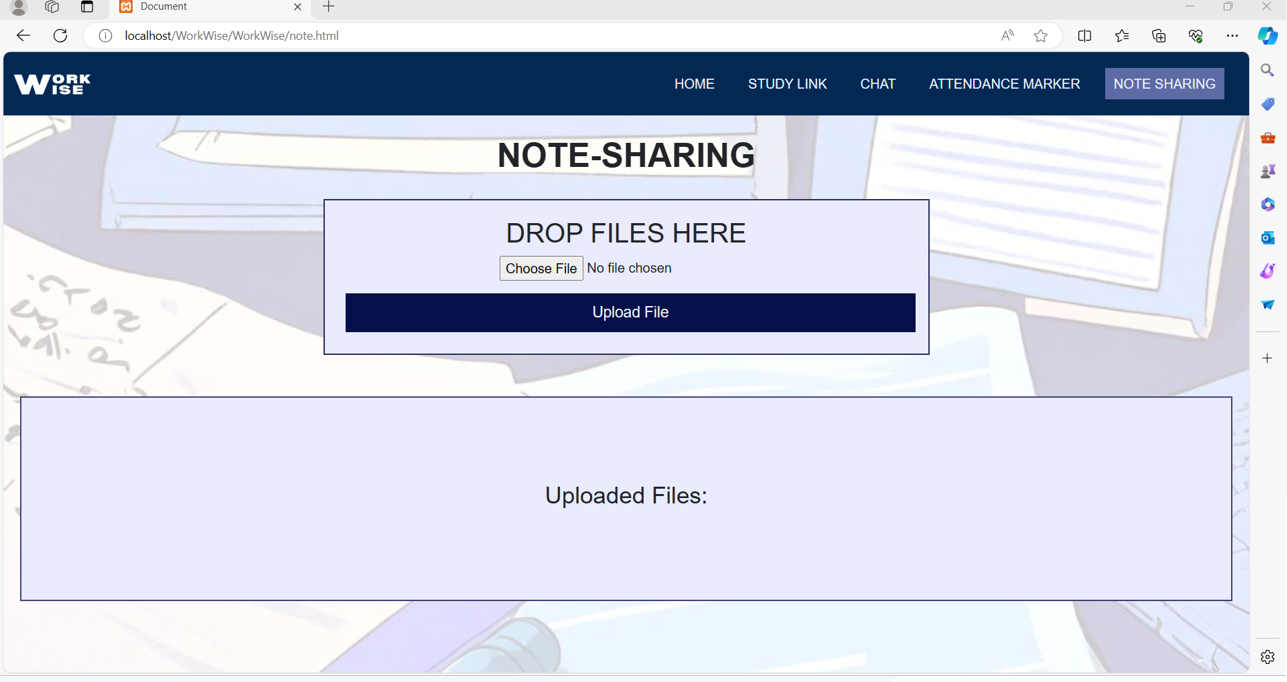 Document
localhost/WorkWise/WorkWise/note.html
WORK WISE
HOME STUDY LINK CHAT ATTENDANCE MARKER NOTE SHARING
NOTE-SHARING
DROP FILES HERE
Choose File No file chosen
Upload File
Uploaded Files: